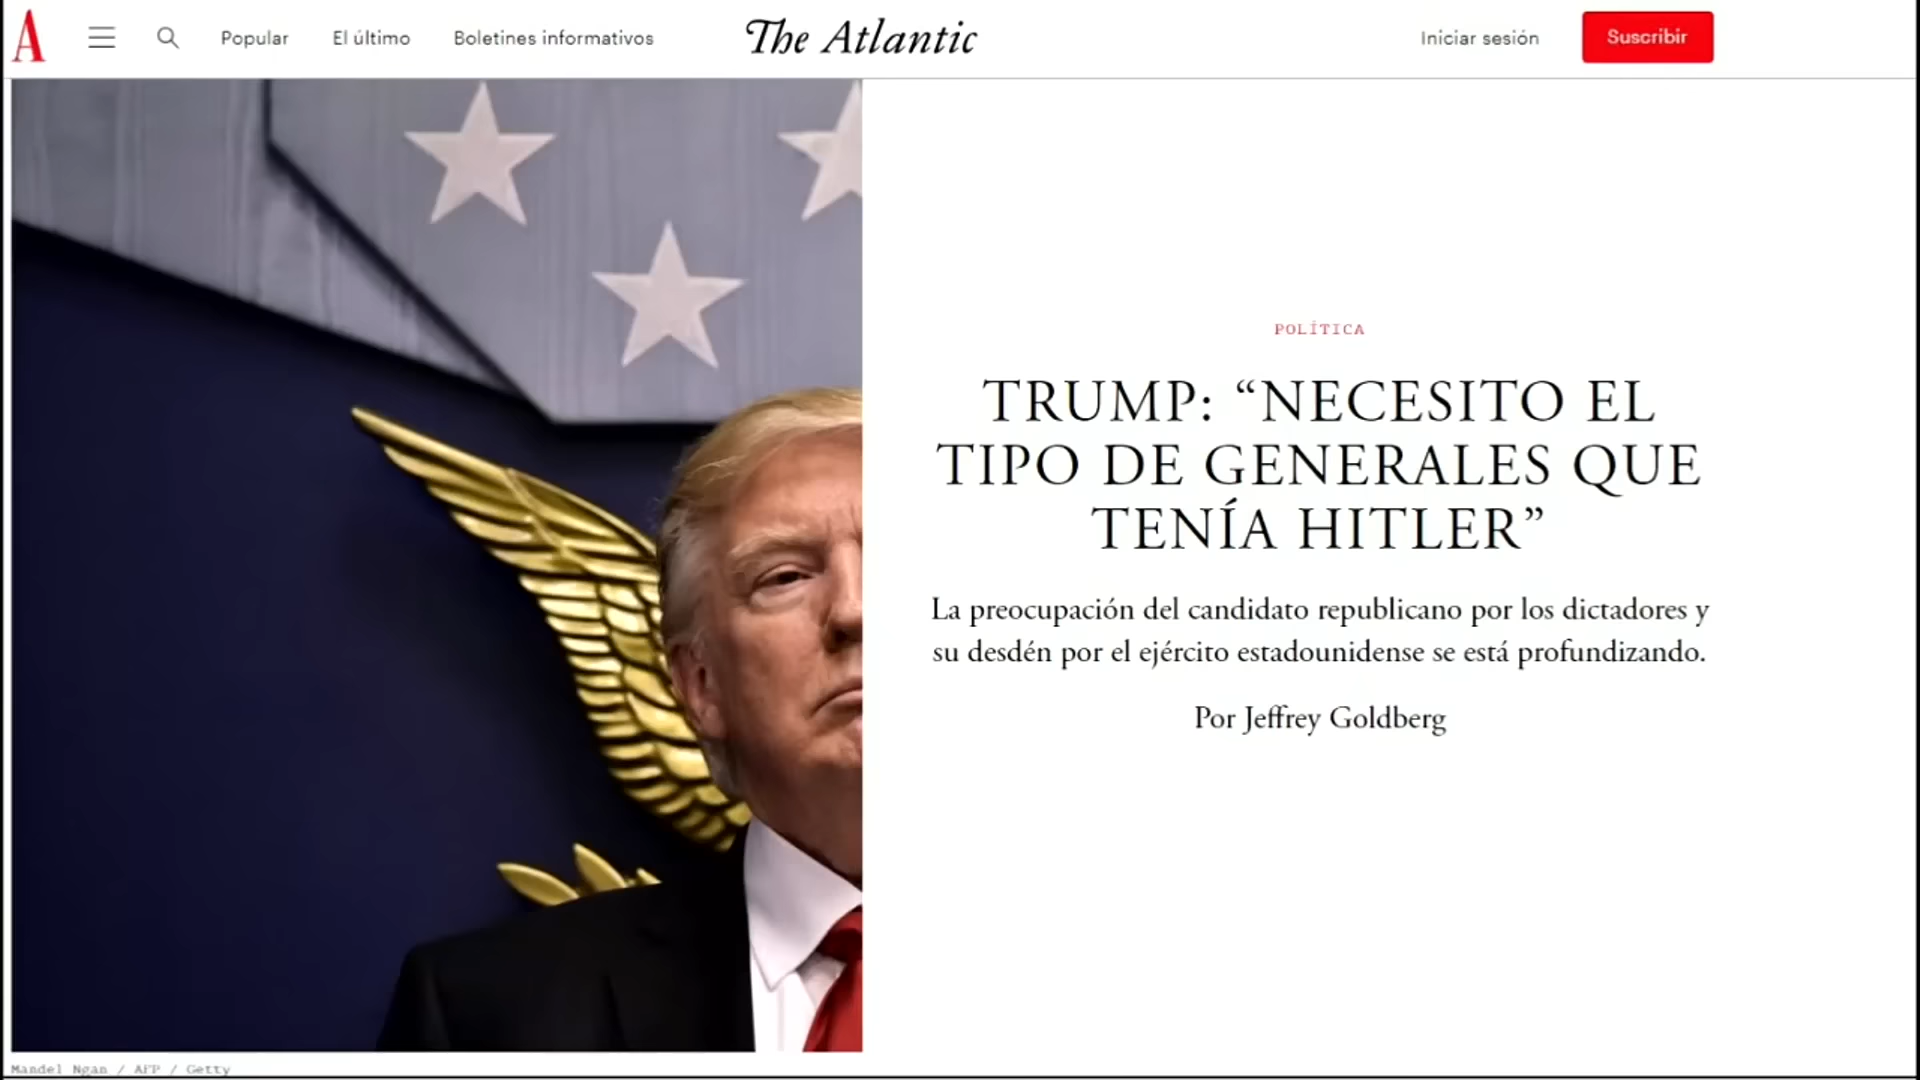 A
Popular
El último
Boletines informativos
The Atlantic
Iniciar sesión
Suscribir
POLÍTICA
TRUMP: “NECESITO EL
TIPO DE GENERALES QUE
TENÍA HITLER”
La preocupación del candidato republicano por los dictadores y
su desdén por el ejército estadounidense se está profundizando.
Por Jeffrey Goldberg
Mandel Ngan / AFP / Getty